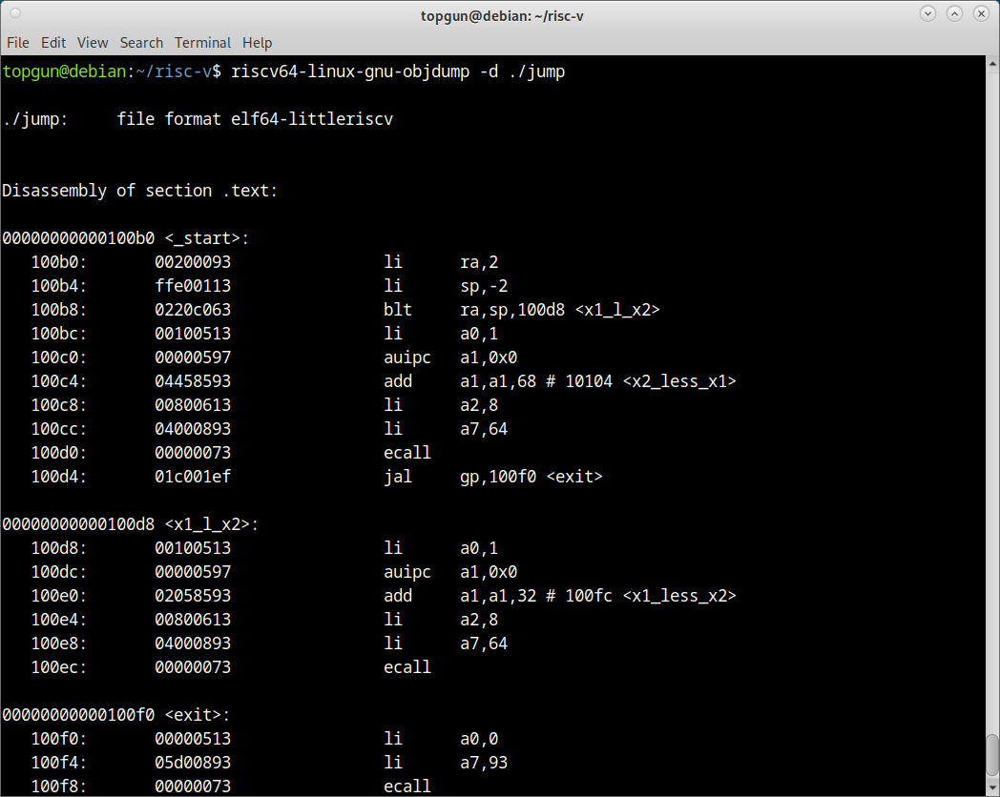 topgun@debian: ~/risc-v
File Edit View Search Terminal Help
topgun@debian:~/risc-v$ riscv64-linux-gnu-objdump -d ./jump
./jump:     file format elf64-littleriscv
Disassembly of section .text:
00000000000100b0 <_start>:
   100b0:       00200093                li      ra,2
   100b4:       ffe00113                li      sp,-2
   100b8:       0220c063                blt     ra,sp,100d8 <x1_l_x2>
   100bc:       00100513                li      a0,1
   100c0:       00000597                auipc   a1,0x0
   100c4:       04458593                add     a1,a1,68 # 10104 <x2_less_x1>
   100c8:       00800613                li      a2,8
   100cc:       04000893                li      a7,64
   100d0:       00000073                ecall
   100d4:       01c001ef                jal     gp,100f0 <exit>
00000000000100d8 <x1_l_x2>:
   100d8:       00100513                li      a0,1
   100dc:       00000597                auipc   a1,0x0
   100e0:       02058593                add     a1,a1,32 # 100fc <x1_less_x2>
   100e4:       00800613                li      a2,8
   100e8:       04000893                li      a7,64
   100ec:       00000073                ecall
00000000000100f0 <exit>:
   100f0:       00000513                li      a0,0
   100f4:       05d00893                li      a7,93
   100f8:       00000073                ecall